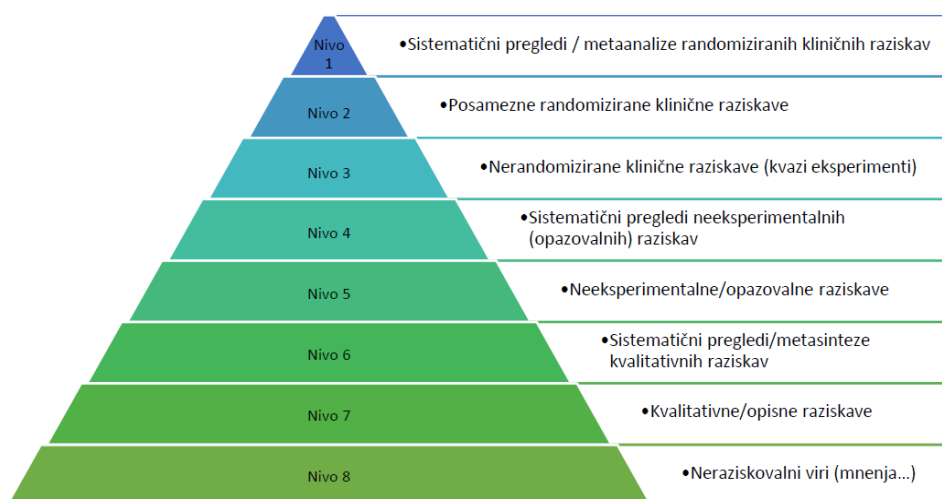 Nivo
1
•Sistematični pregledi / metaanalize randomiziranih kliničnih raziskav
Nivo 2
•Posamezne randomizirane klinične raziskave
Nivo 3
•Nerandomizirane klinične raziskave (kvazi eksperimenti)
Nivo 4
•Sistematični pregledi neeksperimentalnih
(opazovalnih) raziskav
Nivo 5
•Neeksperimentalne/opazovalne raziskave
Nivo 6
•Sistematični pregledi/metasinteze
kvalitativnih raziskav
Nivo 7
•Kvalitativne/opisne raziskave
Nivo 8
•Neraziskovalni viri (mnenja...)